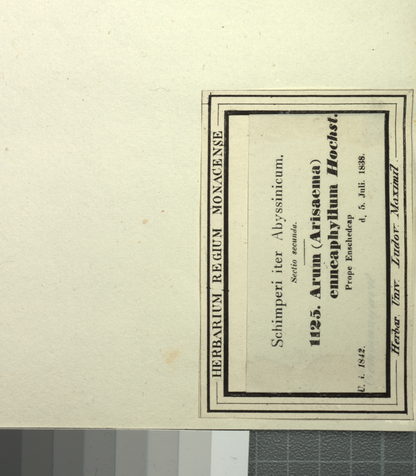 HERBARIUM REGIUM MONACENSE
Schimperi iter Abyssinicum.
Sectio secunda.
1125. Arum (Arisaema)
enneaphyllum Hochst.
Prope Enschedcap
d. 5. Juli. 1838.
U. i. 1842.
Herbar. Univ. Ludov. Maximil.